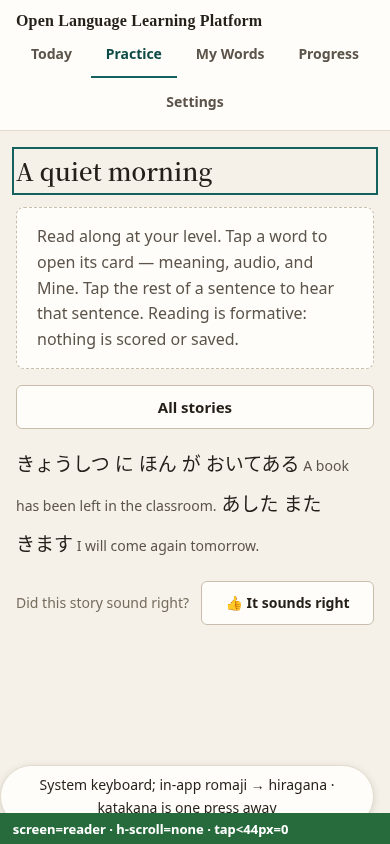 Open Language Learning Platform
Today Practice My Words Progress
Settings
A quiet morning
Read along at your level. Tap a word to
open its card — meaning, audio, and
Mine. Tap the rest of a sentence to hear
that sentence. Reading is formative:
nothing is scored or saved.
All stories
きょうしつ に ほん が おいてある A book
has been left in the classroom. あした また
きます I will come again tomorrow.
Did this story sound right? 👍 It sounds right
System keyboard; in-app romaji → hiragana ·
katakana is one press away
screen=reader · h-scroll=none · tap<44px=0